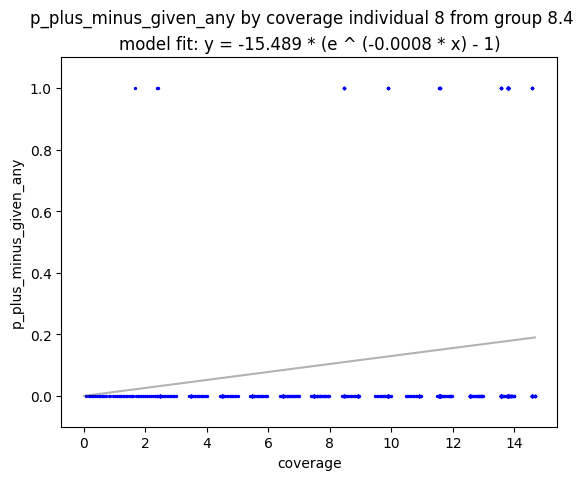 p_plus_minus_given_any by coverage individual 8 from group 8.4
model fit: y = -15.489 * (e ^ (-0.0008 * x) - 1)
1.0
0.8
0.6
0.4
0.2
0.0
p_plus_minus_given_any
0 2 4 6 8 10 12 14
coverage